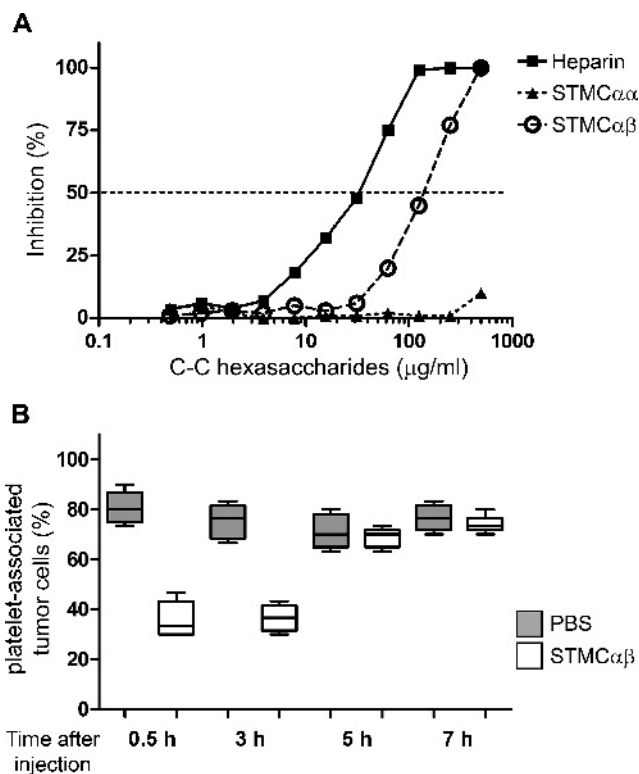 A
100
75
50
25
0
Inhibition (%)
0.1 1 10 100 1000
C-C hexasaccharides (μg/ml)
Heparin
STMCαα
STMCαβ
B
100
80
60
40
20
0
platelet-associated
tumor cells (%)
PBS
STMCαβ
Time after
injection
0.5 h 3 h 5 h 7 h